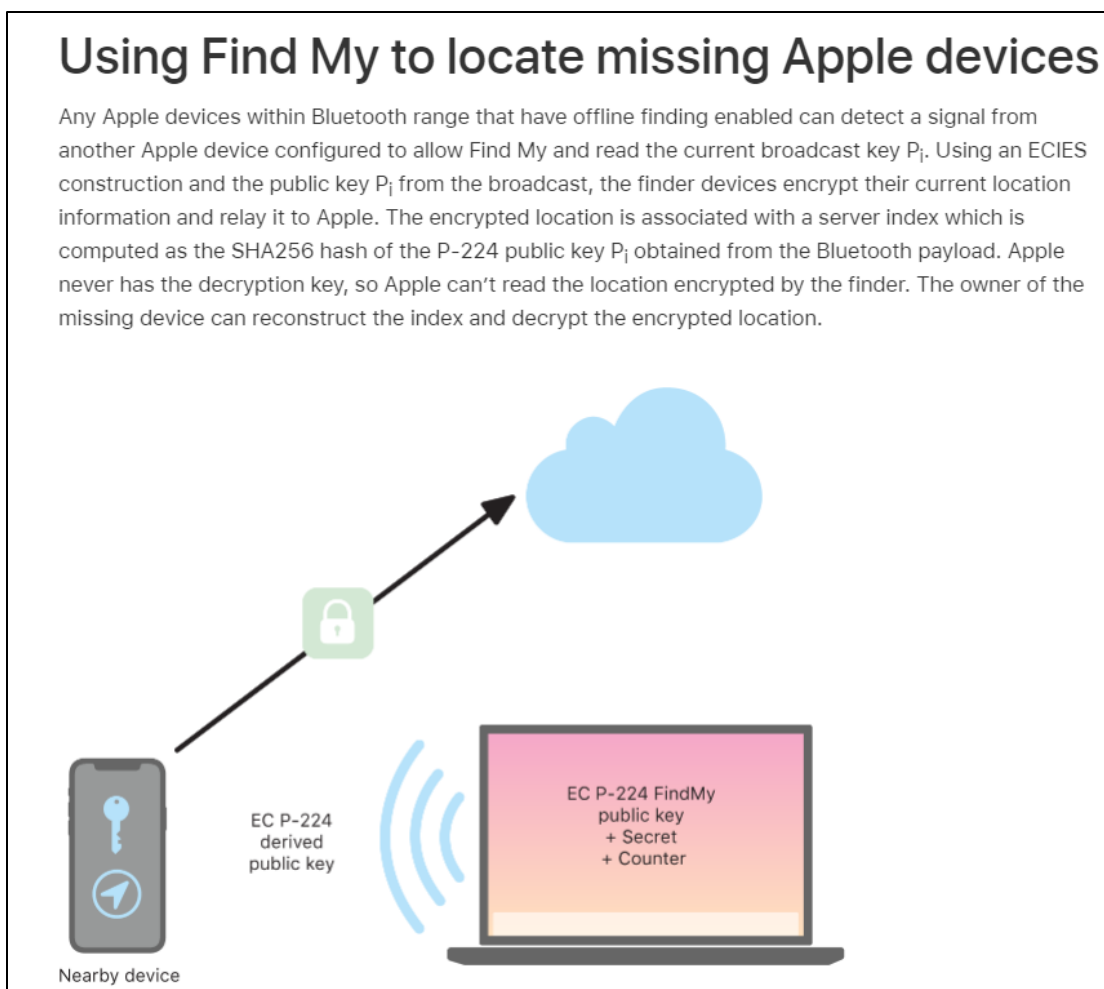 Using Find My to locate missing Apple devices
Any Apple devices within Bluetooth range that have offline finding enabled can detect a signal from
another Apple device configured to allow Find My and read the current broadcast key Pi. Using an ECIES
construction and the public key Pi from the broadcast, the finder devices encrypt their current location
information and relay it to Apple. The encrypted location is associated with a server index which is
computed as the SHA256 hash of the P-224 public key Pi obtained from the Bluetooth payload. Apple
never has the decryption key, so Apple can’t read the location encrypted by the finder. The owner of the
missing device can reconstruct the index and decrypt the encrypted location.
EC P-224
derived
public key
EC P-224 FindMy
public key
+ Secret
+ Counter
Nearby device